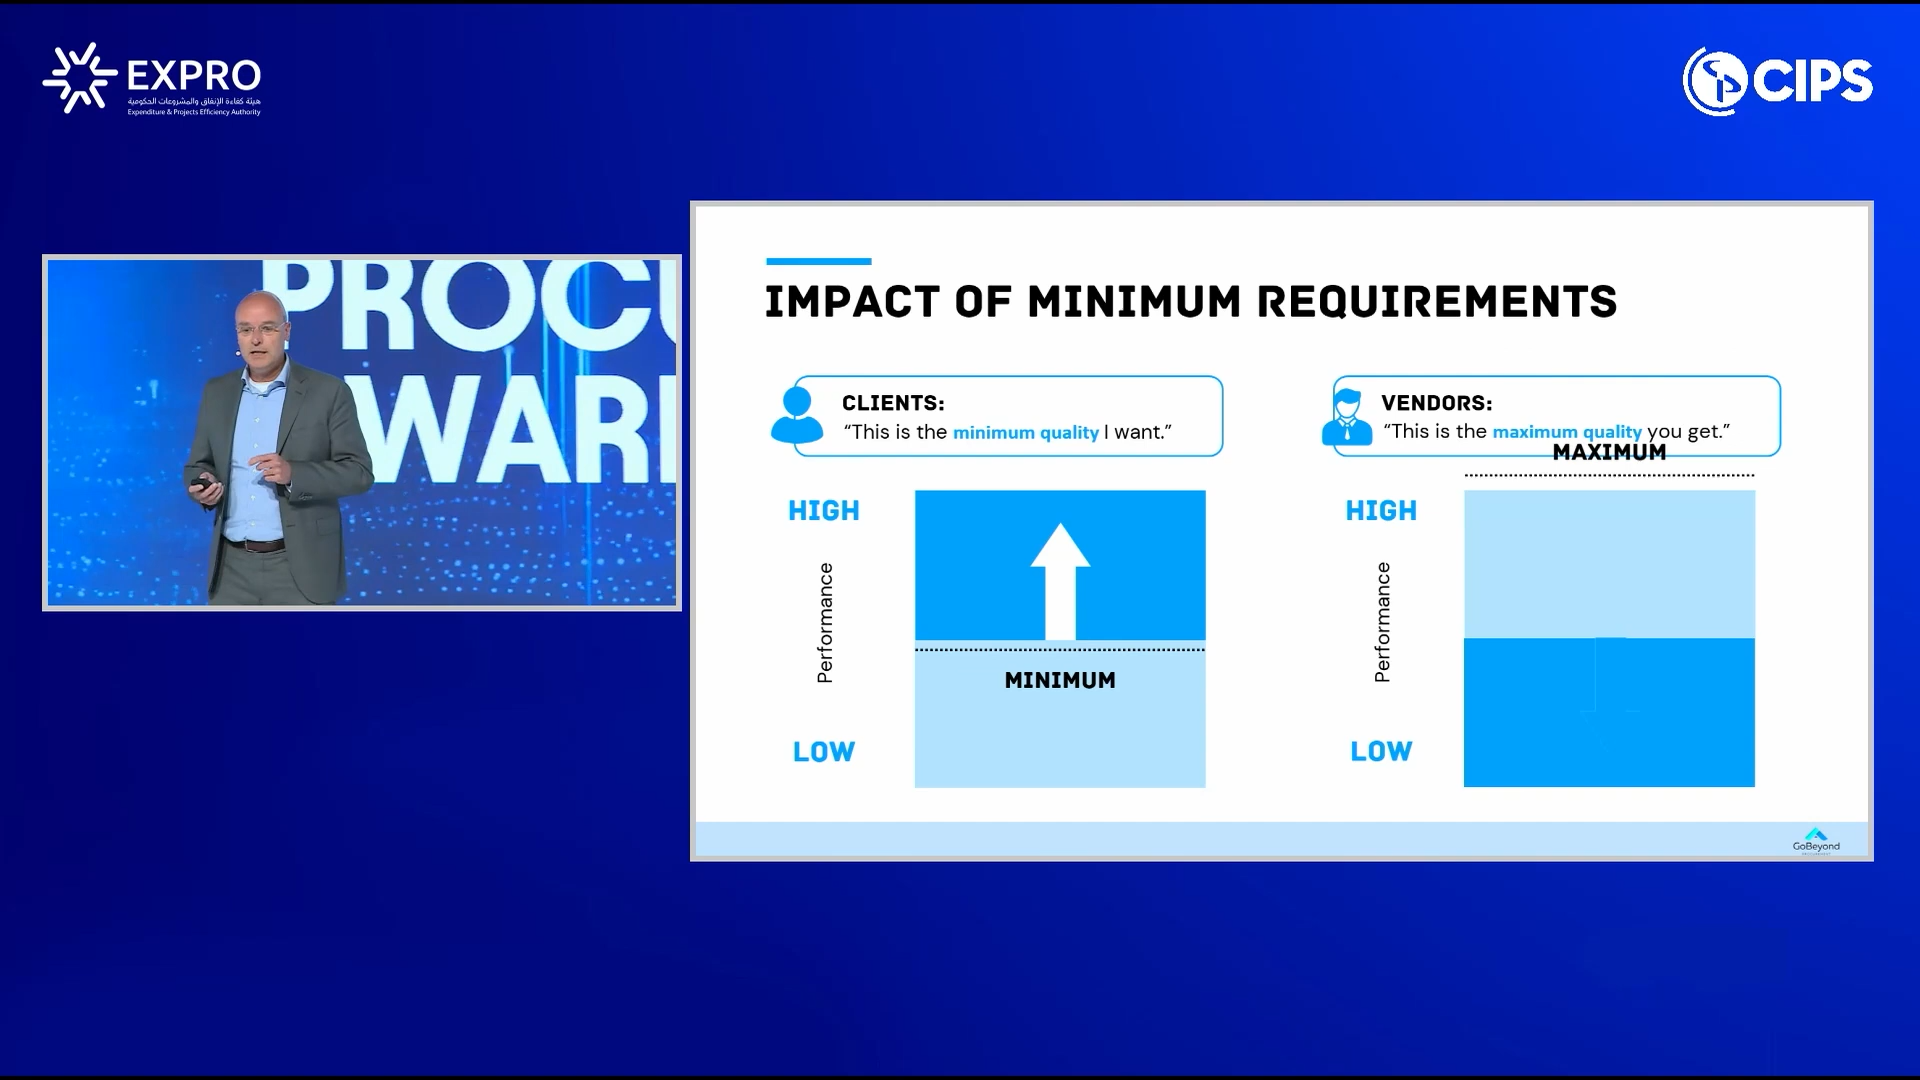 EXPRO
هيئة كفاءة الإنفاق والمشروعات الحكومية
Expenditure & Projects Efficiency Authority
CIPS
PROCU
WARI
IMPACT OF MINIMUM REQUIREMENTS
CLIENTS:
“This is the minimum quality I want.”
VENDORS:
“This is the maximum quality you get.”
MAXIMUM
HIGH
Performance
LOW
MINIMUM
HIGH
Performance
LOW
GoBeyond